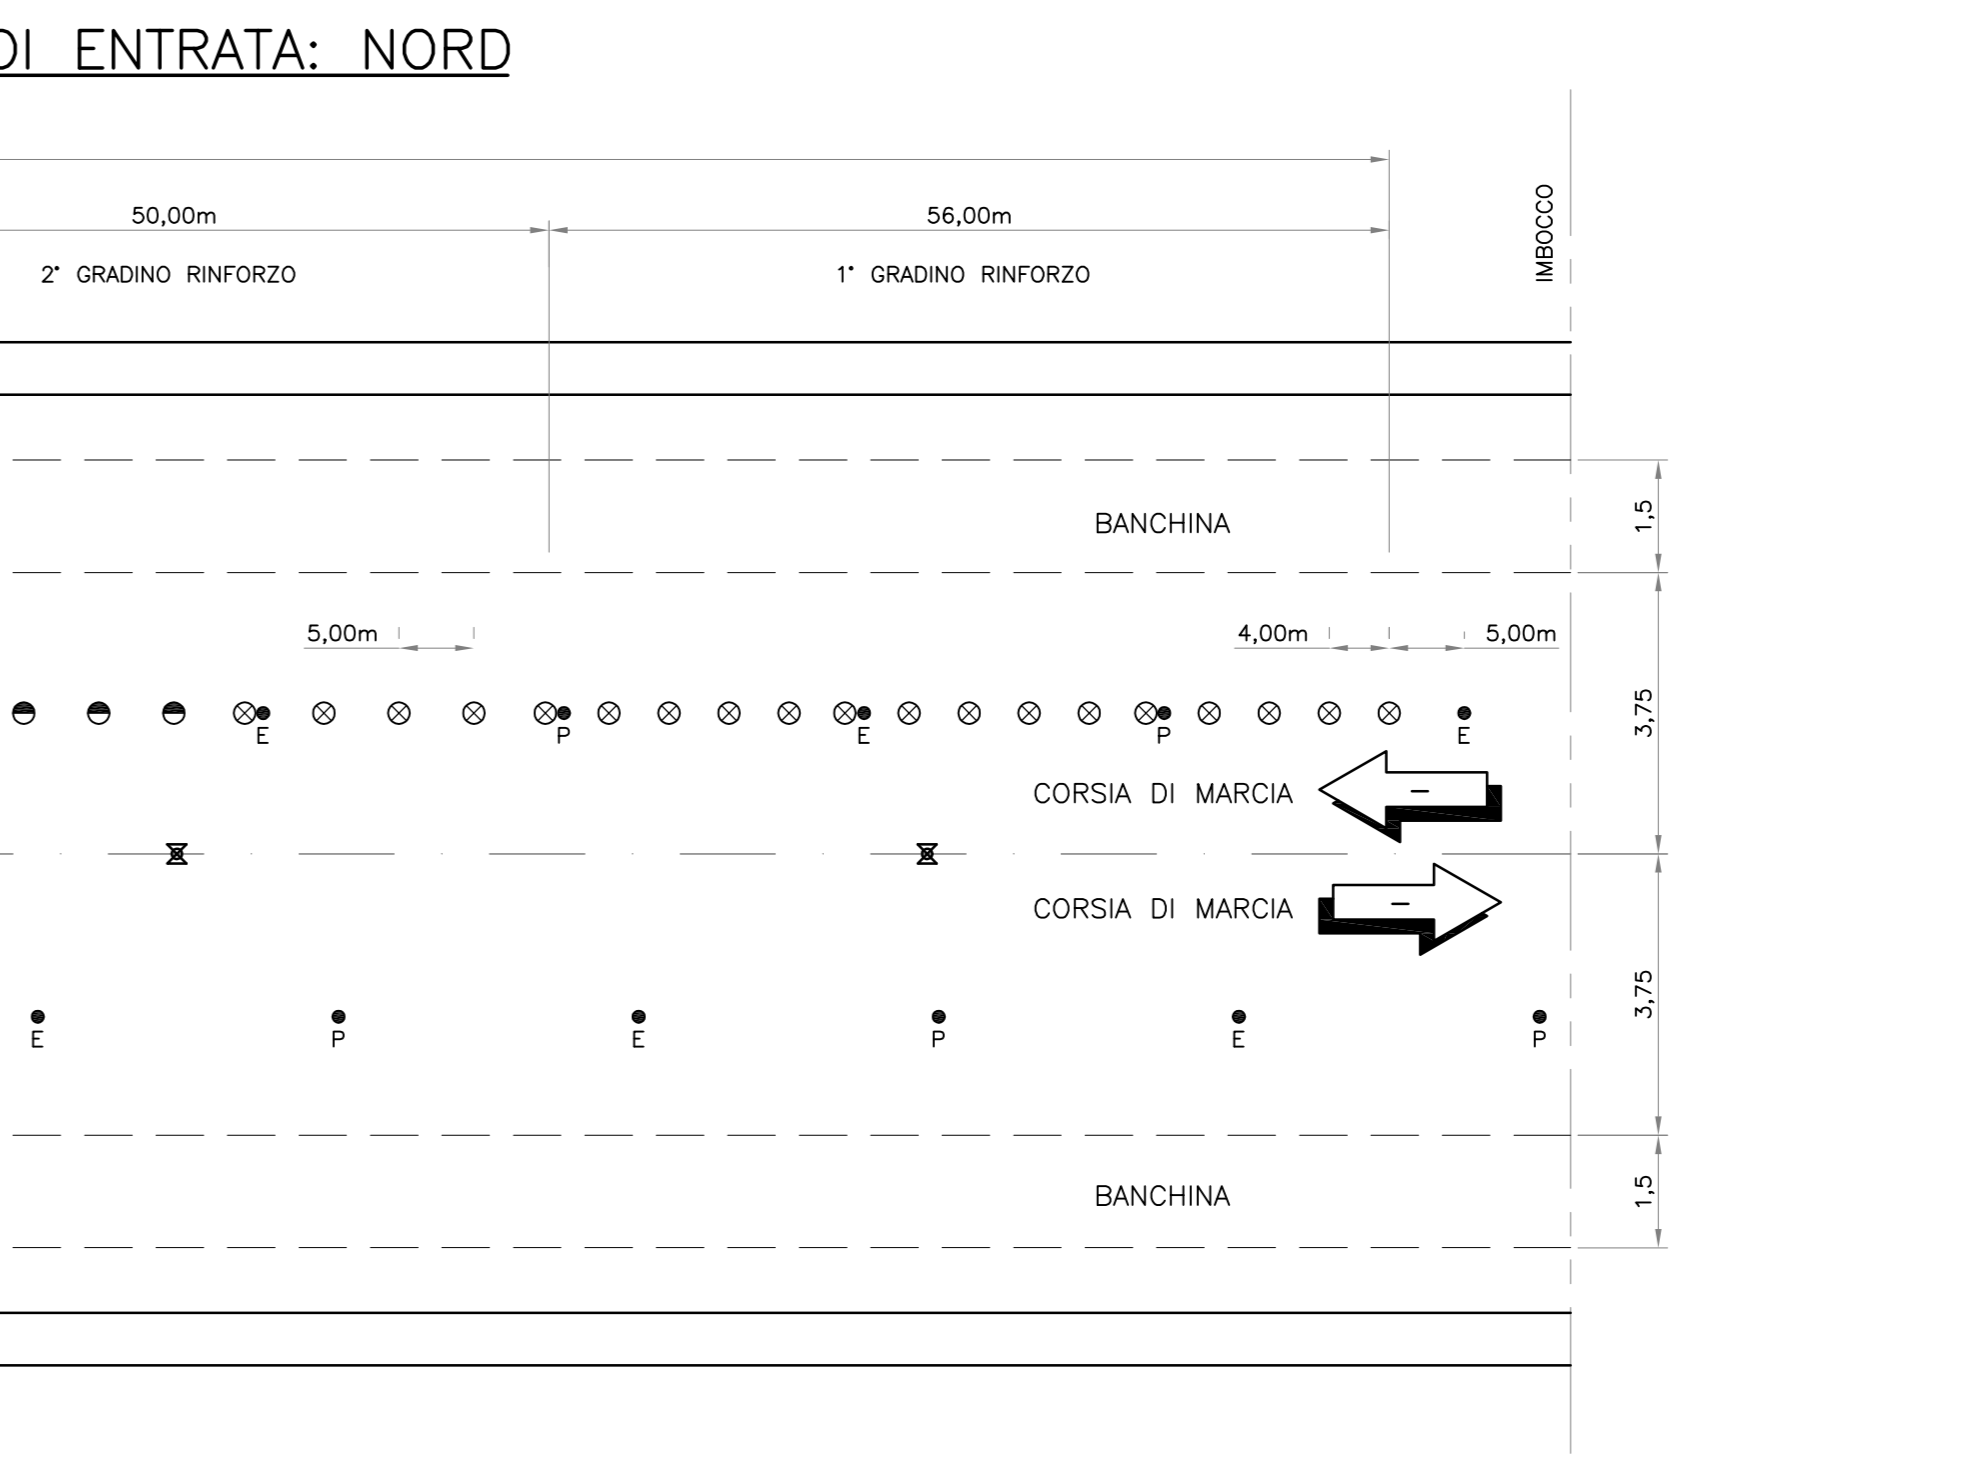 DI ENTRATA: NORD
50,00m
56,00m
IMBOCCO
2° GRADINO RINFORZO
1° GRADINO RINFORZO
BANCHINA
1,5
5,00m
4,00m
5,00m
3,75
E
P
E
P
E
CORSIA DI MARCIA
CORSIA DI MARCIA
3,75
E
P
E
P
E
P
BANCHINA
1,5